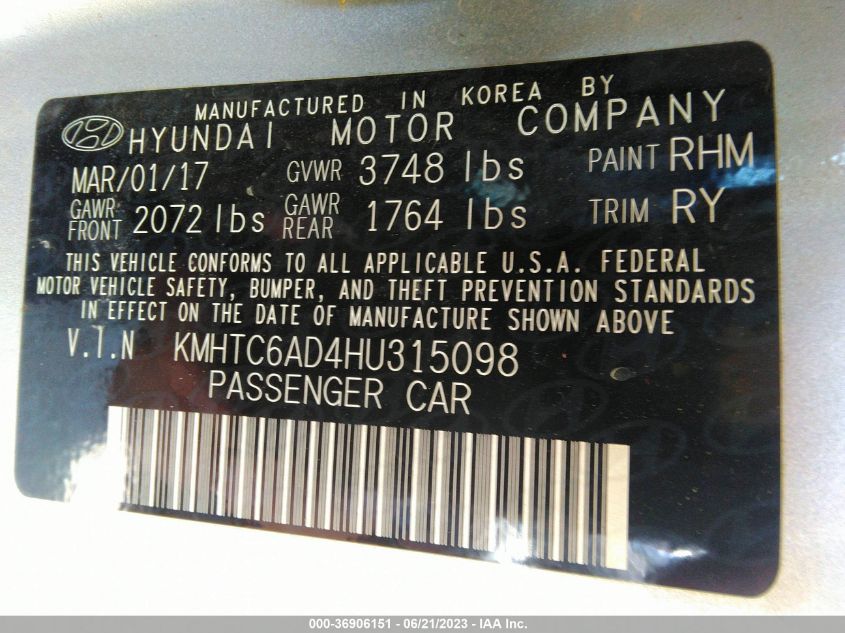 MANUFACTURED IN KOREA BY
HYUNDAI MOTOR COMPANY
MAR/01/17 GVWR 3748 lbs PAINT RHM
GAWR FRONT 2072 lbs GAWR REAR 1764 lbs TRIM RY
THIS VEHICLE CONFORMS TO ALL APPLICABLE U.S.A. FEDERAL
MOTOR VEHICLE SAFETY, BUMPER, AND THEFT PREVENTION STANDARDS
IN EFFECT ON THE DATE OF MANUFACTURE SHOWN ABOVE
V.I.N KMHTC6AD4HU315098
PASSENGER CAR
000-36906151 - 06/21/2023 - IAA Inc.